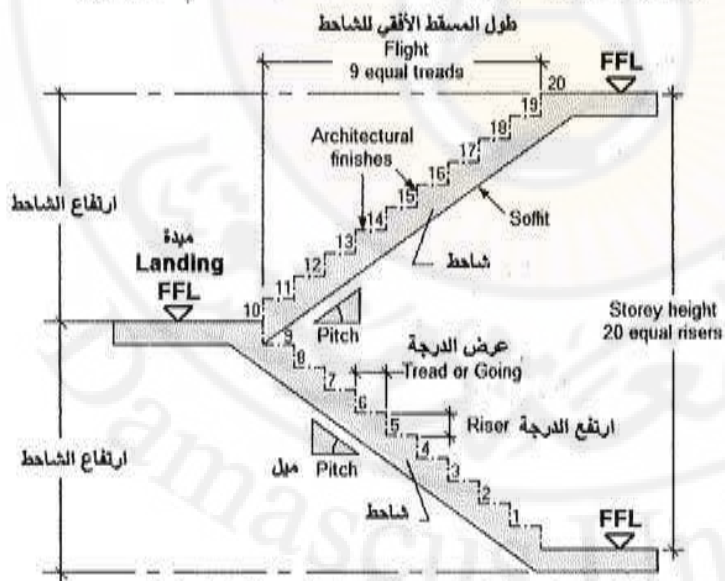 طول المسقط الأفقي للشاحط
Flight
9 equal treads
FFL
20
19
18
17
16
15
14
13
12
11
10
Architectural
finishes
Soffit
شاحط
ارتفاع الشاحط
ميدة
Landing
FFL
Pitch
Storey height
20 equal risers
9
8
7
6
5
4
3
2
1
عرض الدرجة
Tread or Going
Riser ارتفع الدرجة
ميل Pitch
شاحط
ارتفاع الشاحط
FFL
Damascus